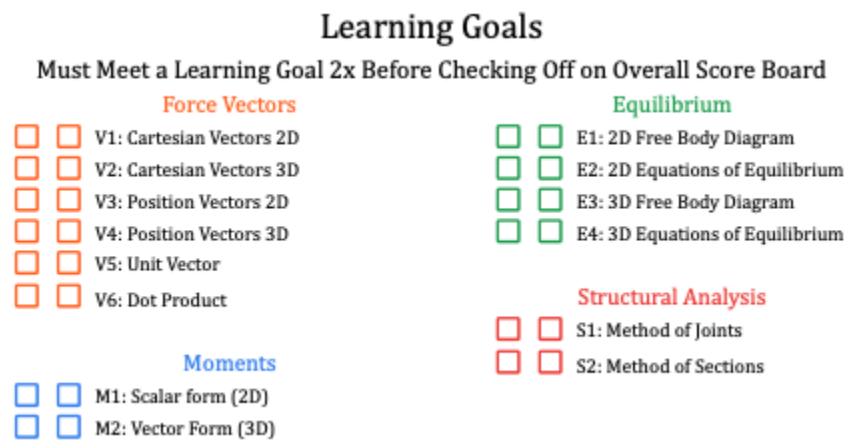 Learning Goals
Must Meet a Learning Goal 2x Before Checking Off on Overall Score Board
Force Vectors
V1: Cartesian Vectors 2D
V2: Cartesian Vectors 3D
V3: Position Vectors 2D
V4: Position Vectors 3D
V5: Unit Vector
V6: Dot Product
Moments
M1: Scalar form (2D)
M2: Vector Form (3D)
Equilibrium
E1: 2D Free Body Diagram
E2: 2D Equations of Equilibrium
E3: 3D Free Body Diagram
E4: 3D Equations of Equilibrium
Structural Analysis
S1: Method of Joints
S2: Method of Sections